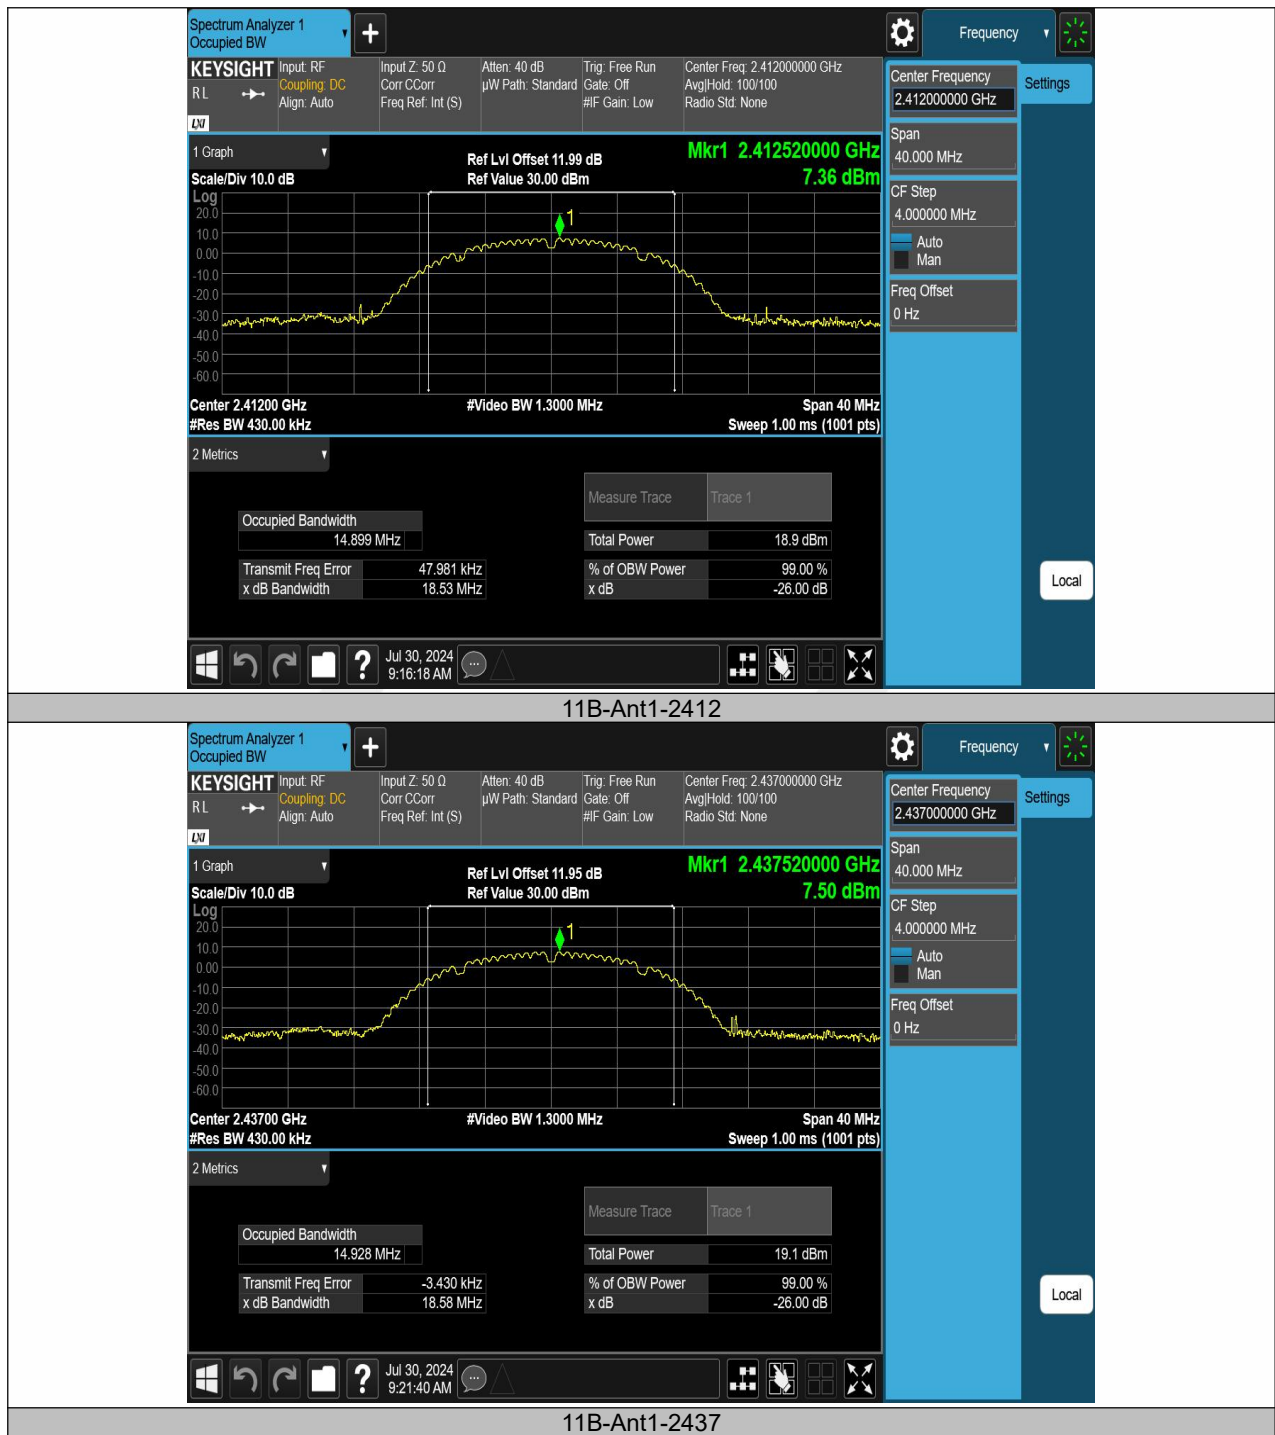 Spectrum Analyzer 1
Occupied BW
+
Frequency
KEYSIGHT
R L
LXI
Input: RF
Coupling: DC
Align: Auto
Input Z: 50 Ω
Corr CCorr
Freq Ref: Int (S)
Atten: 40 dB
µW Path: Standard
Trig: Free Run
Gate: Off
#IF Gain: Low
Center Freq: 2.412000000 GHz
Avg|Hold: 100/100
Radio Std: None
Center Frequency
2.412000000 GHz
Settings
Span
40.000 MHz
CF Step
4.000000 MHz
Auto
Man
Freq Offset
0 Hz
Local
1 Graph
Scale/Div 10.0 dB
Ref Lvl Offset 11.99 dB
Ref Value 30.00 dBm
Mkr1 2.412520000 GHz
7.36 dBm
Log
20.0
10.0
0.00
-10.0
-20.0
-30.0
-40.0
-50.0
-60.0
1
Center 2.41200 GHz
#Video BW 1.3000 MHz
Span 40 MHz
#Res BW 430.00 kHz
Sweep 1.00 ms (1001 pts)
2 Metrics
Measure Trace Trace 1
Occupied Bandwidth
14.899 MHz
Total Power 18.9 dBm
Transmit Freq Error 47.981 kHz
% of OBW Power 99.00 %
x dB Bandwidth 18.53 MHz
x dB -26.00 dB
?
Jul 30, 2024
9:16:18 AM
11B-Ant1-2412
Spectrum Analyzer 1
Occupied BW
+
Frequency
KEYSIGHT
R L
LXI
Input: RF
Coupling: DC
Align: Auto
Input Z: 50 Ω
Corr CCorr
Freq Ref: Int (S)
Atten: 40 dB
µW Path: Standard
Trig: Free Run
Gate: Off
#IF Gain: Low
Center Freq: 2.437000000 GHz
Avg|Hold: 100/100
Radio Std: None
Center Frequency
2.437000000 GHz
Settings
Span
40.000 MHz
CF Step
4.000000 MHz
Auto
Man
Freq Offset
0 Hz
Local
1 Graph
Scale/Div 10.0 dB
Ref Lvl Offset 11.95 dB
Ref Value 30.00 dBm
Mkr1 2.437520000 GHz
7.50 dBm
Log
20.0
10.0
0.00
-10.0
-20.0
-30.0
-40.0
-50.0
-60.0
1
Center 2.43700 GHz
#Video BW 1.3000 MHz
Span 40 MHz
#Res BW 430.00 kHz
Sweep 1.00 ms (1001 pts)
2 Metrics
Measure Trace Trace 1
Occupied Bandwidth
14.928 MHz
Total Power 19.1 dBm
Transmit Freq Error -3.430 kHz
% of OBW Power 99.00 %
x dB Bandwidth 18.58 MHz
x dB -26.00 dB
?
Jul 30, 2024
9:21:40 AM
11B-Ant1-2437